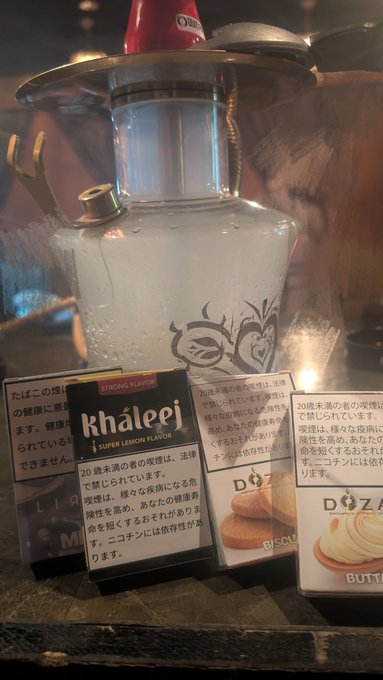 たばこの煙は
の健康に悪
ます。健康
られている
できません。
STRONG FLAVOR
kháleej
SUPER LEMON FLAVOR
20 歳未満の者の喫煙は、法律
で禁じられています。
喫煙は、様々な疾病になる危
険性を高め、あなたの健康寿
命を短くするおそれがありま
す。ニコチンには依存性があ
ります。
20歳未満の者の喫煙は、法律
で禁じられています。
喫煙は、様々な疾病になる危険性
を高め、あなたの健康寿命を
短くするおそれがあります。
チンには依存
DOZA
BISCU
20歳未満の者の喫煙は、法
で禁じられています。
喫煙は、様々な疾病になる
険性を高め、あなたの健康
命を短くするおそれがあ
す。ニコチンには依存性
ります。
DOZA
BUTT